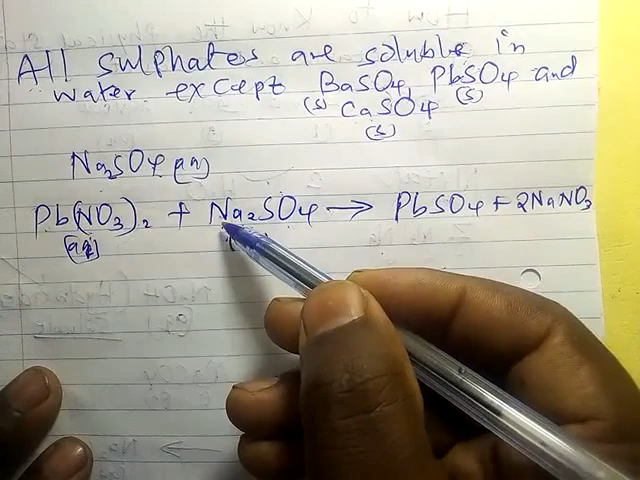 All sulphates are soluble in
water except BaSO4, PbSO4 and
(s) CaSO4 (s)
(s)
Na2SO4 (aq)
Pb(NO3)2 + Na2SO4 → PbSO4 + 2NaNO3
(aq)